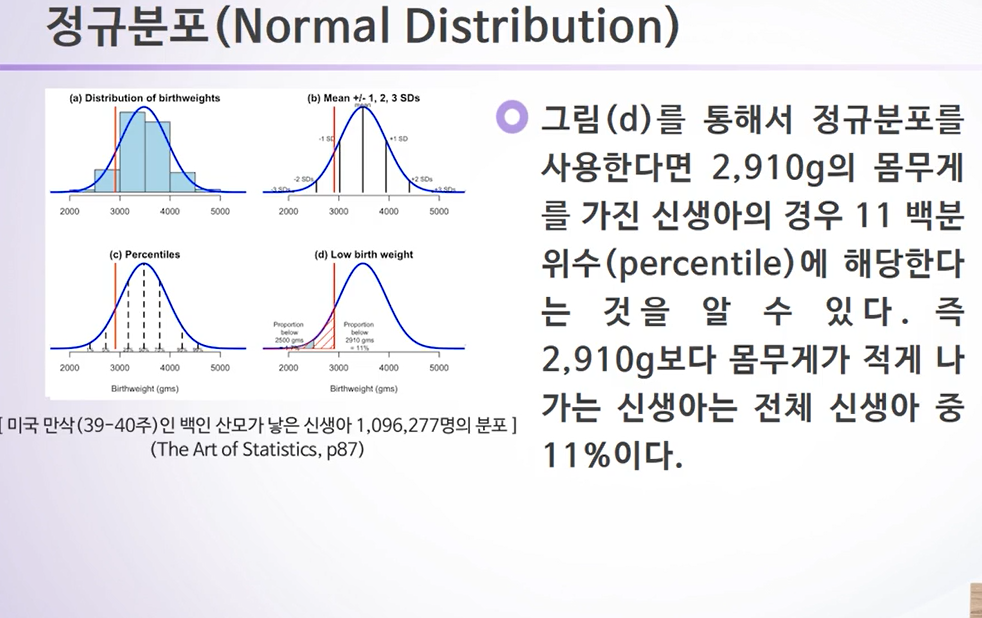 정규분포(Normal Distribution)
(a) Distribution of birthweights
2000 3000 4000 5000
(b) Mean +/- 1, 2, 3 SDs
mean
-1 SD +1 SD
-2 SDs +2 SDs
-3 SDs +3 SDs
2000 3000 4000 5000
(c) Percentiles
2000 3000 4000 5000
Birthweight (gms)
(d) Low birth weight
Proportion
below
2500 gms
Proportion
below
2910 gms
= 11%
2000 3000 4000 5000
Birthweight (gms)
[ 미국 만삭(39-40주)인 백인 산모가 낳은 신생아 1,096,277명의 분포 ]
(The Art of Statistics, p87)
그림(d)를 통해서 정규분포를
사용한다면 2,910g의 몸무게
를 가진 신생아의 경우 11 백분
위수(percentile)에 해당한다
는 것을 알 수 있다. 즉
2,910g보다 몸무게가 적게 나
가는 신생아는 전체 신생아 중
11%이다.